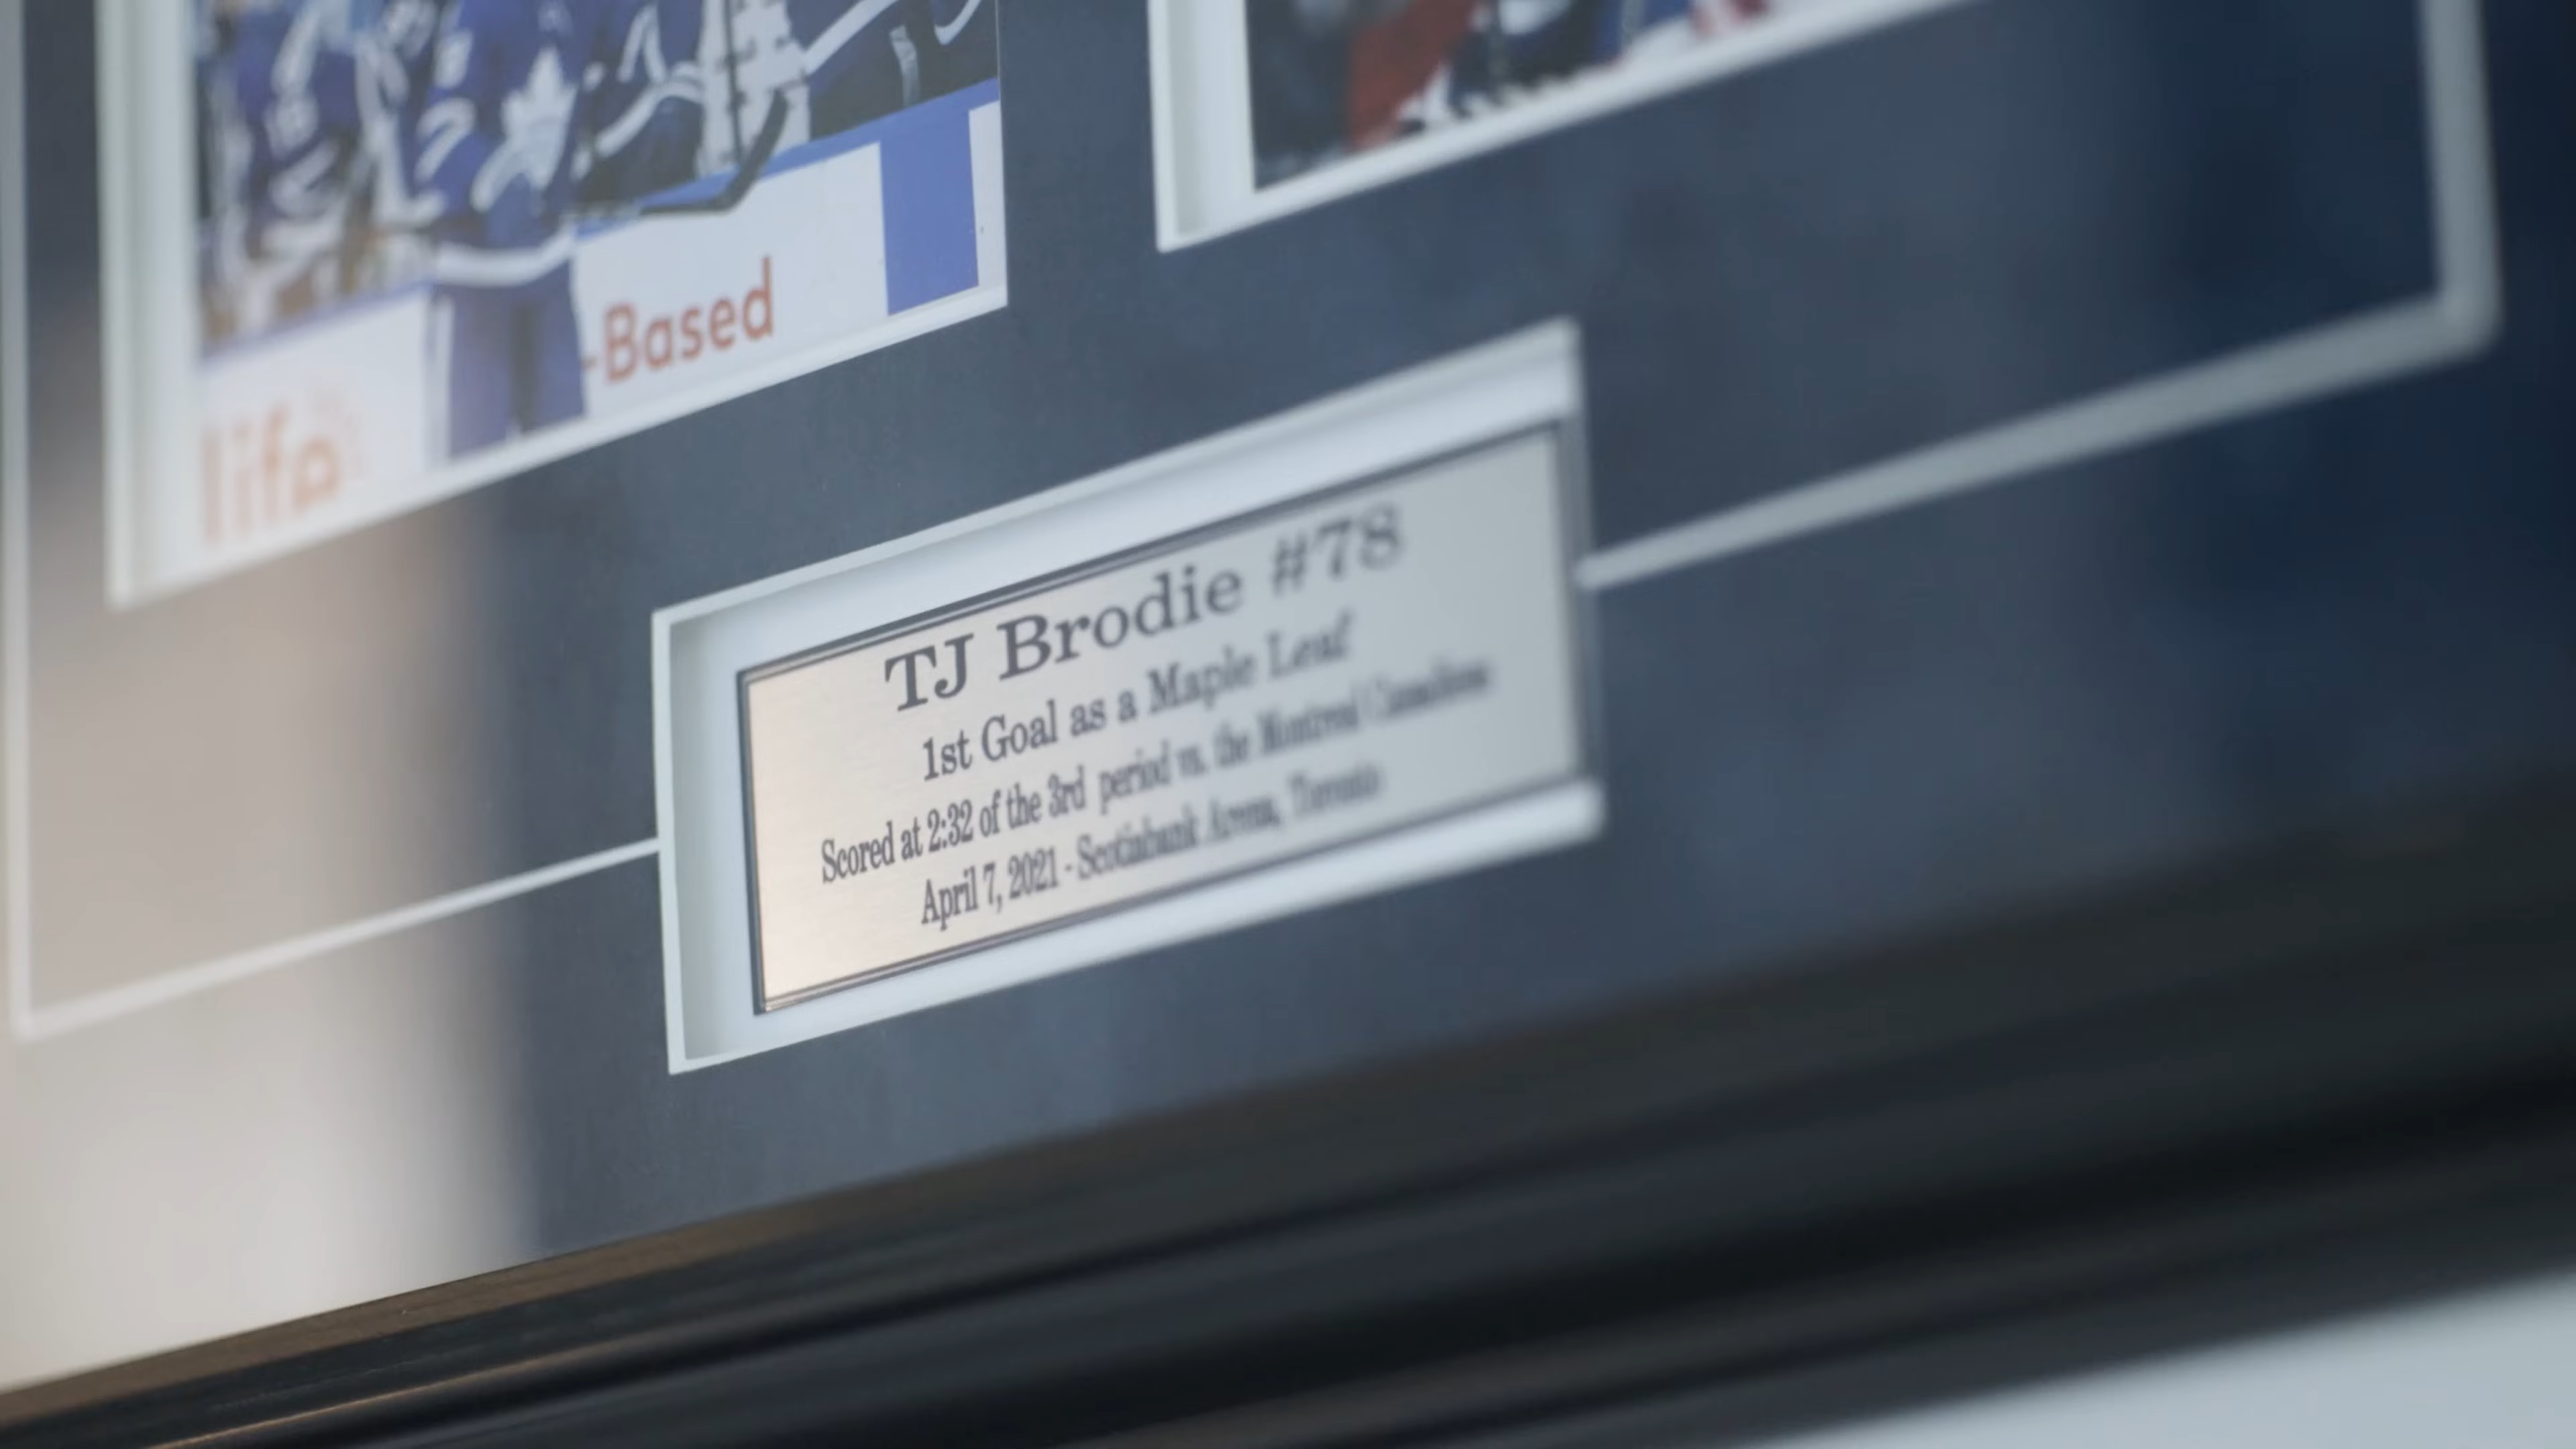 -Based
life
TJ Brodie #78
1st Goal as a Maple Leaf
Scored at 2:32 of the 3rd period vs. the Montreal Canadiens
April 7, 2021 - Scotiabank Arena, Toronto